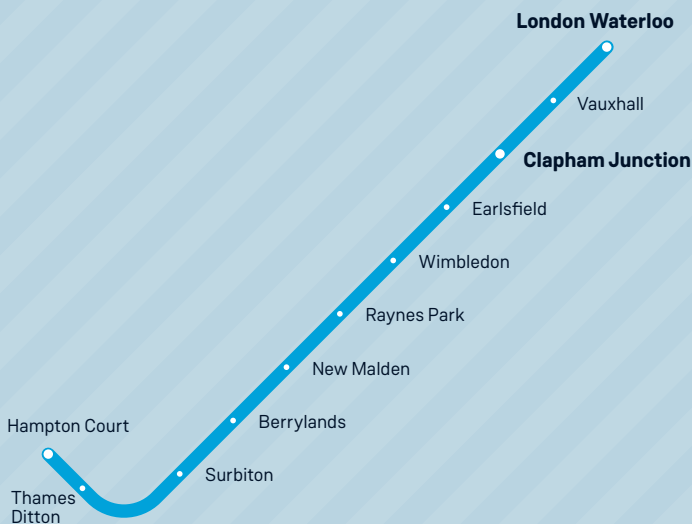 London Waterloo
Vauxhall
Clapham Junction
Earlsfield
Wimbledon
Raynes Park
New Malden
Berrylands
Surbiton
Hampton Court
Thames
Ditton